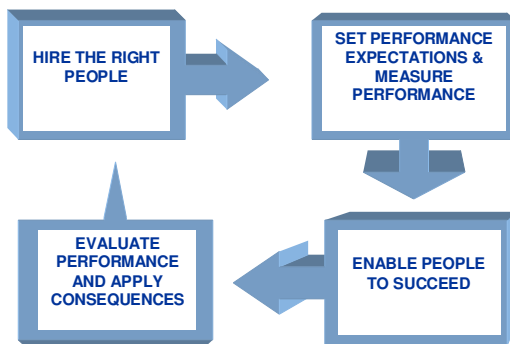 HIRE THE RIGHT
PEOPLE
SET PERFORMANCE
EXPECTATIONS &
MEASURE
PERFORMANCE
ENABLE PEOPLE
TO SUCCEED
EVALUATE
PERFORMANCE
AND APPLY
CONSEQUENCES